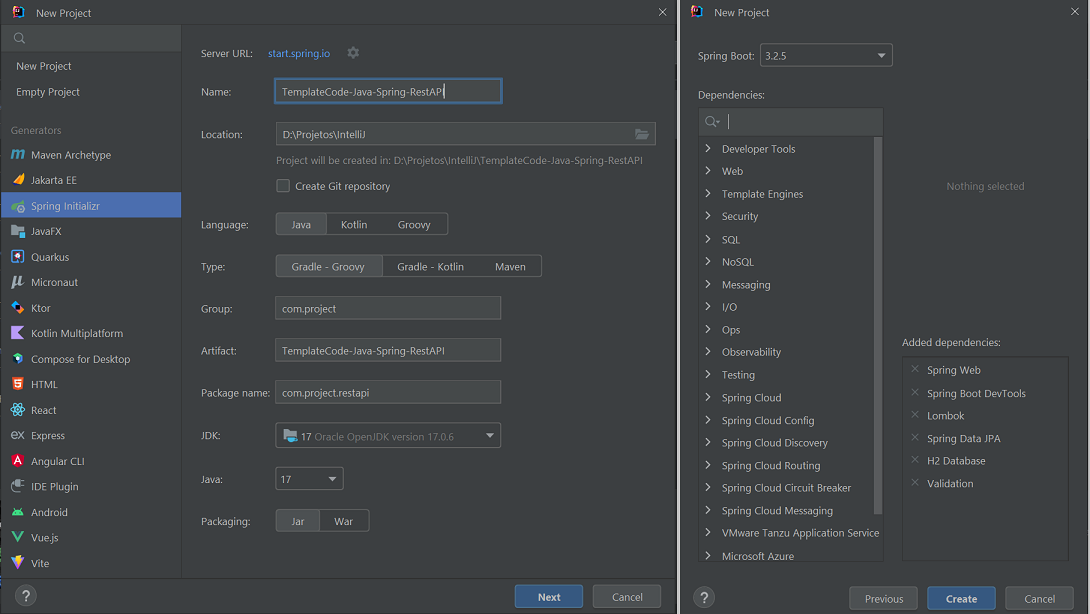 New Project
New Project
Empty Project
Generators
Maven Archetype
Jakarta EE
Spring Initializr
JavaFX
Quarkus
Micronaut
Ktor
Kotlin Multiplatform
Compose for Desktop
HTML
React
Express
Angular CLI
IDE Plugin
Android
Vue.js
Vite
Server URL: start.spring.io
Name: TemplateCode-Java-Spring-RestAPI
Location: D:\Projetos\IntelliJ
Project will be created in: D:\Projetos\IntelliJ\TemplateCode-Java-Spring-RestAPI
Create Git repository
Language: Java Kotlin Groovy
Type: Gradle - Groovy Gradle - Kotlin Maven
Group: com.project
Artifact: TemplateCode-Java-Spring-RestAPI
Package name: com.project.restapi
JDK: 17 Oracle OpenJDK version 17.0.6
Java: 17
Packaging: Jar War
? Next Cancel
New Project
Spring Boot: 3.2.5
Dependencies:
Developer Tools
Web
Template Engines
Security
SQL
NoSQL
Messaging
I/O
Ops
Observability
Testing
Spring Cloud
Spring Cloud Config
Spring Cloud Discovery
Spring Cloud Routing
Spring Cloud Circuit Breaker
Spring Cloud Messaging
VMware Tanzu Application Service
Microsoft Azure
Nothing selected
Added dependencies:
Spring Web
Spring Boot DevTools
Lombok
Spring Data JPA
H2 Database
Validation
? Previous Create Cancel